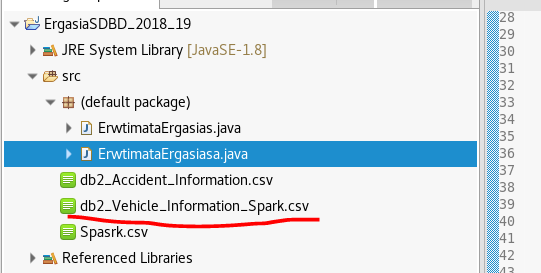 ErgasiaSDBD_2018_19
JRE System Library [JavaSE-1.8]
src
(default package)
ErwtimataErgasias.java
ErwtimataErgasiasa.java
db2_Accident_Information.csv
db2_Vehicle_Information_Spark.csv
Spasrk.csv
Referenced Libraries
28
29
30
31
32
33
34
35
36
37
38
39
40
41
42
43